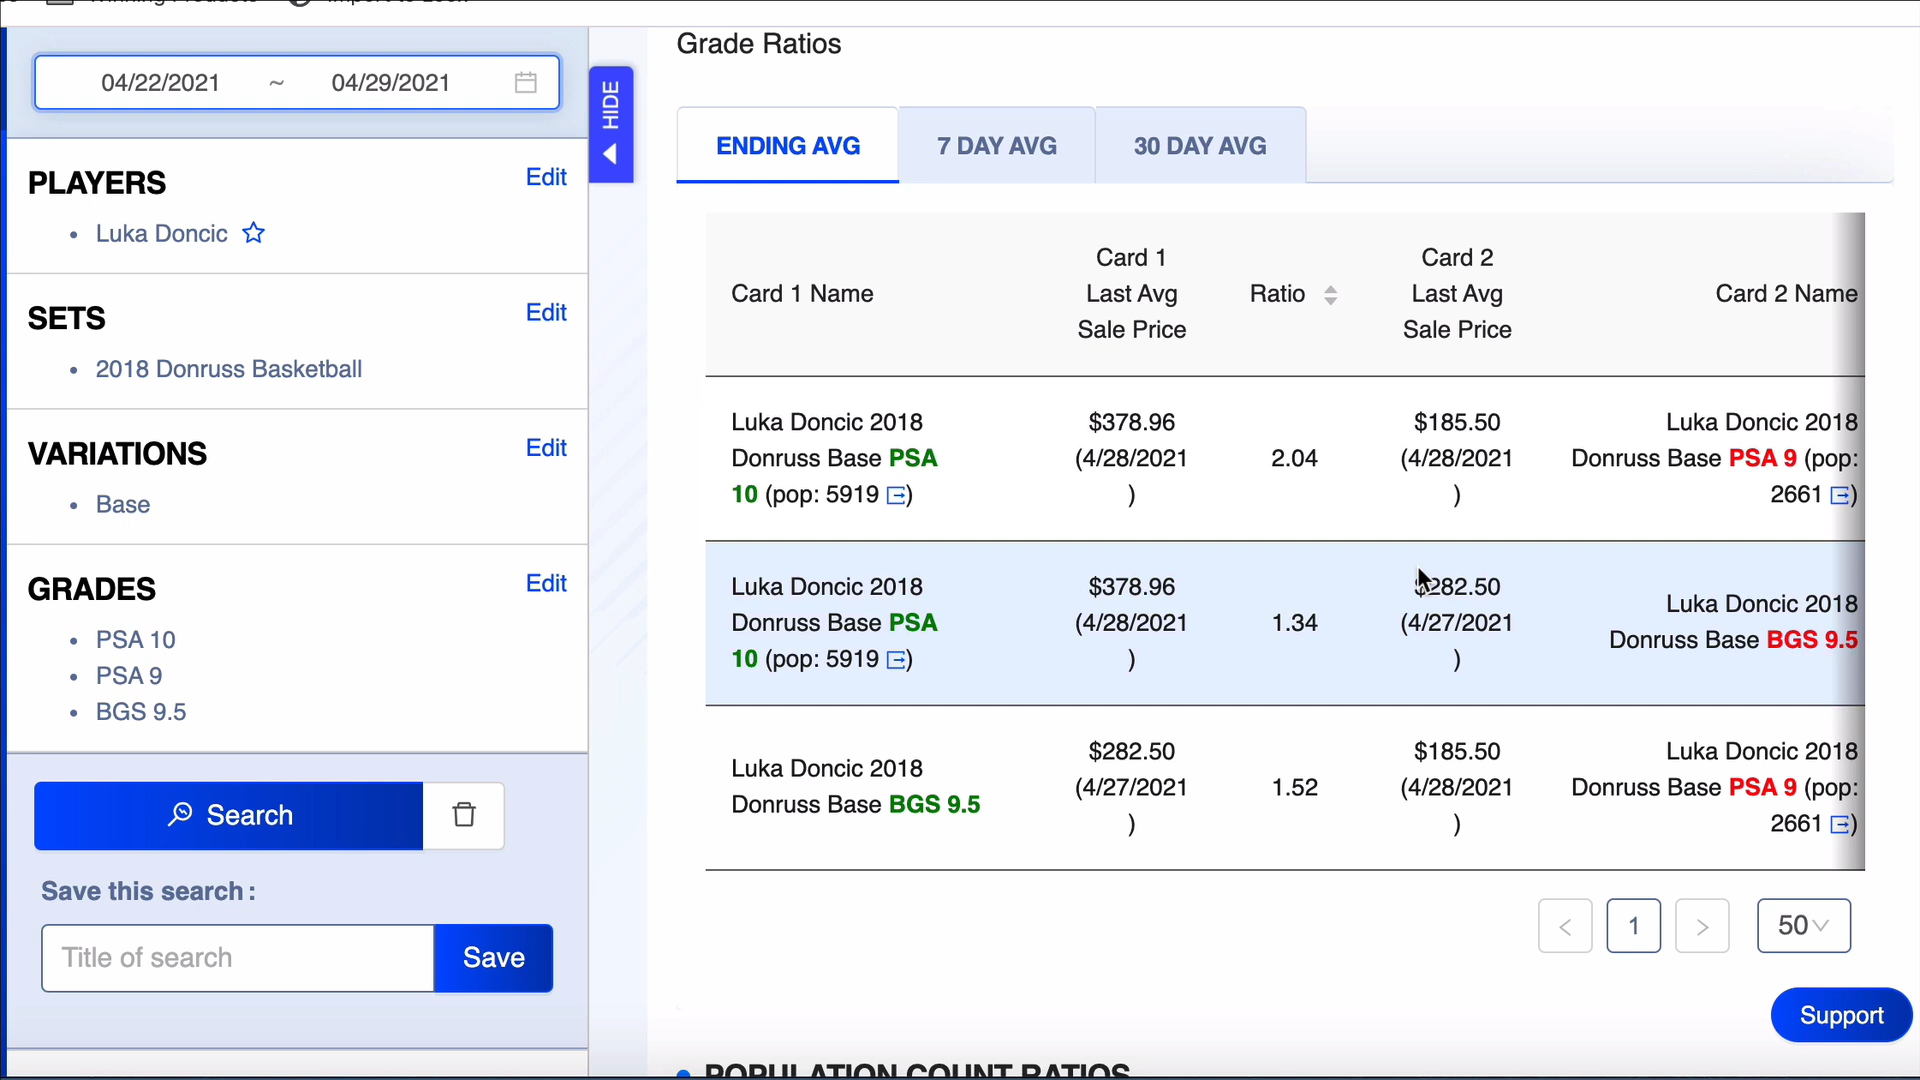 Grade Ratios
04/22/2021 ~ 04/29/2021
HIDE
ENDING AVG
7 DAY AVG
30 DAY AVG
PLAYERS
Edit
Luka Doncic
SETS
Edit
2018 Donruss Basketball
VARIATIONS
Edit
Base
GRADES
Edit
PSA 10
PSA 9
BGS 9.5
Search
Save this search :
Title of search
Save
Card 1 Name
Card 1
Last Avg
Sale Price
Ratio
Card 2
Last Avg
Sale Price
Card 2 Name
Luka Doncic 2018
Donruss Base PSA
10 (pop: 5919 )
$378.96
(4/28/2021
)
2.04
$185.50
(4/28/2021
)
Luka Doncic 2018
Donruss Base PSA 9 (pop:
2661 )
Luka Doncic 2018
Donruss Base PSA
10 (pop: 5919 )
$378.96
(4/28/2021
)
1.34
$282.50
(4/27/2021
)
Luka Doncic 2018
Donruss Base BGS 9.5
Luka Doncic 2018
Donruss Base BGS 9.5
$282.50
(4/27/2021
)
1.52
$185.50
(4/28/2021
)
Luka Doncic 2018
Donruss Base PSA 9 (pop:
2661 )
< 1 > 50
Support
POPULATION COUNT RATIOS